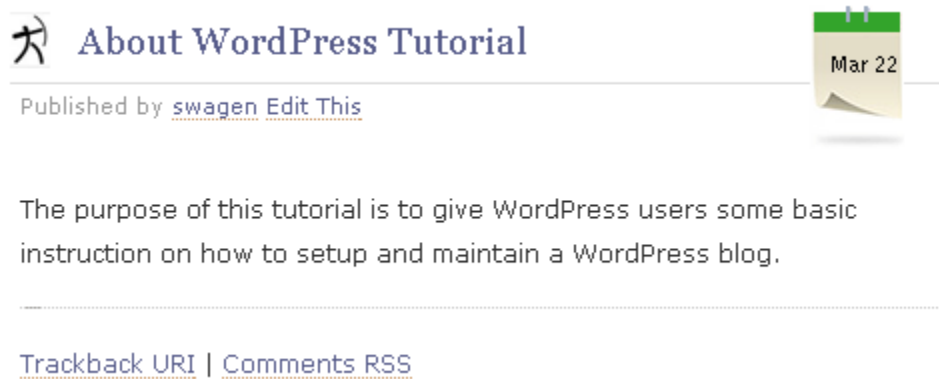 About WordPress Tutorial
Mar 22
Published by swagen Edit This
The purpose of this tutorial is to give WordPress users some basic
instruction on how to setup and maintain a WordPress blog.
Trackback URI | Comments RSS